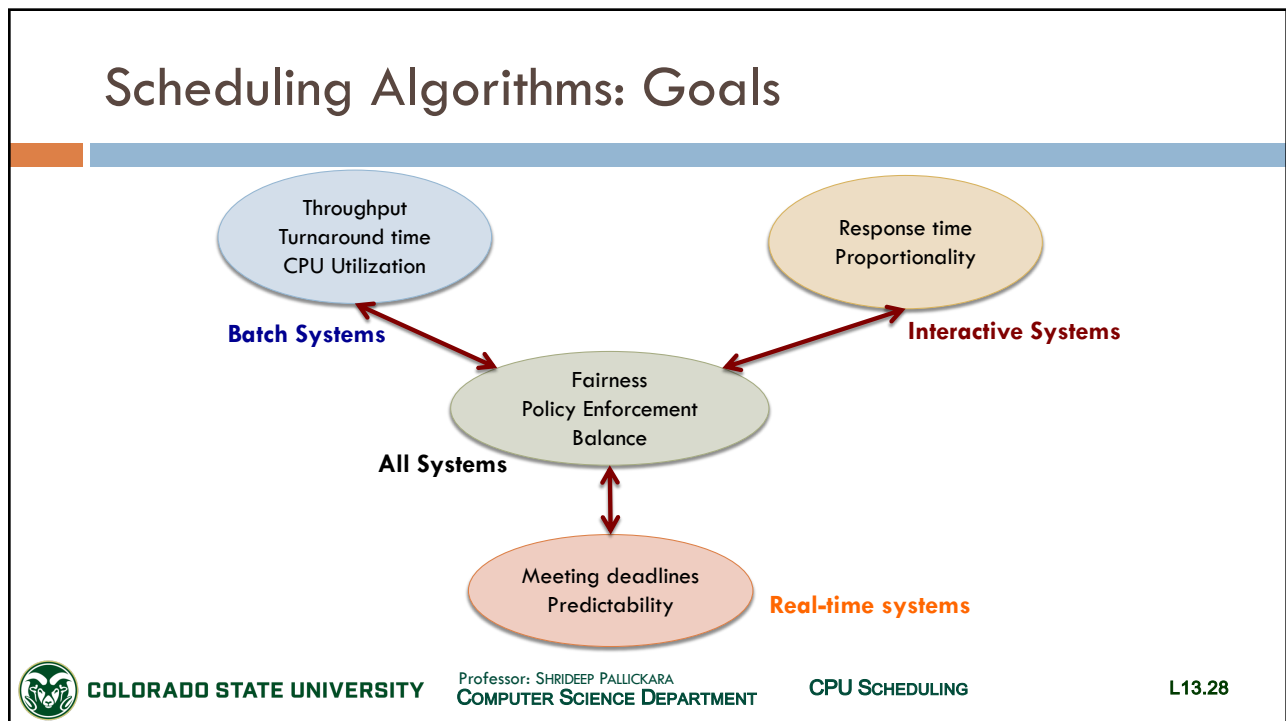 Scheduling Algorithms: Goals
Throughput
Turnaround time
CPU Utilization
Batch Systems
Response time
Proportionality
Interactive Systems
Fairness
Policy Enforcement
Balance
All Systems
Meeting deadlines
Predictability
Real-time systems
COLORADO STATE UNIVERSITY
Professor: SHRIDEEP PALLICKARA
COMPUTER SCIENCE DEPARTMENT
CPU SCHEDULING
L13.28